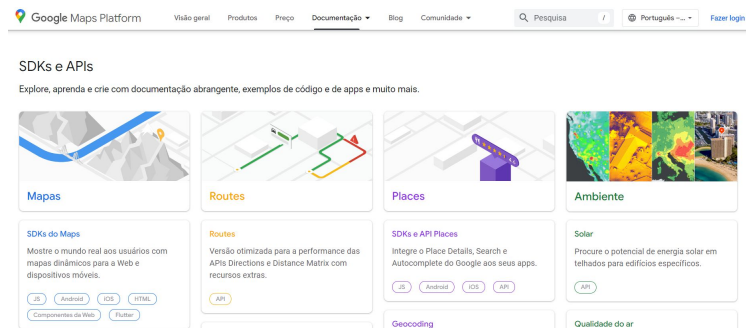 Google Maps Platform
Visão geral
Produtos
Preço
Documentação
Blog
Comunidade
Pesquisa
/
Português –...
Fazer login
SDKs e APIs
Explore, aprenda e crie com documentação abrangente, exemplos de código e de apps e muito mais.
Mapas
Routes
Places
Ambiente
SDKs do Maps
Mostre o mundo real aos usuários com
mapas dinâmicos para a Web e
dispositivos móveis.
JS
Android
IOS
HTML
Componentes de Web
Flutter
Routes
Versão otimizada para a performance das
APIs Directions e Distance Matrix com
recursos extras.
API
SDKs e API Places
Integre o Place Details, Search e
Autocomplete do Google aos seus apps.
JS
Android
IOS
API
Geocoding
Solar
Procure o potencial de energia solar em
telhados para edifícios específicos.
API
Qualidade do ar